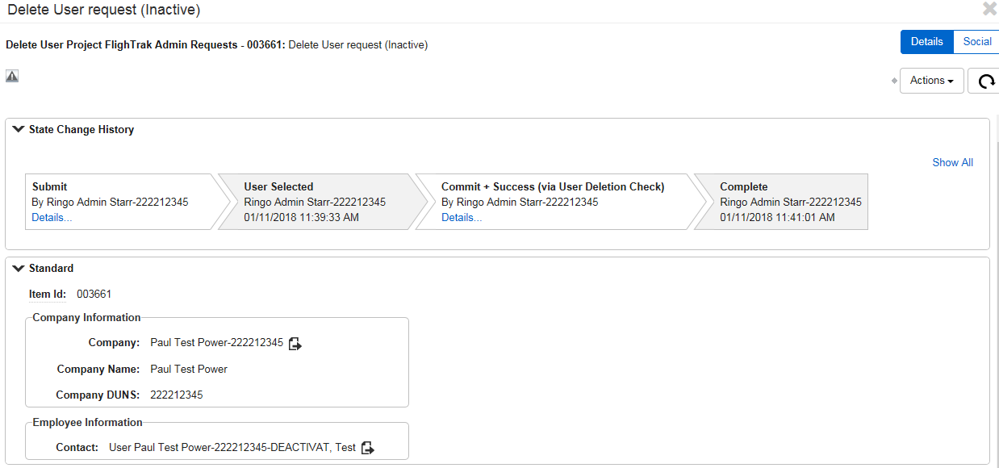 Delete User request (Inactive)
Delete User Project FlighTrak Admin Requests - 003661: Delete User request (Inactive)
Details Social
Actions
State Change History
Show All
Submit
By Ringo Admin Starr-222212345
Details...
User Selected
Ringo Admin Starr-222212345
01/11/2018 11:39:33 AM
Commit + Success (via User Deletion Check)
By Ringo Admin Starr-222212345
Details...
Complete
Ringo Admin Starr-222212345
01/11/2018 11:41:01 AM
Standard
Item Id: 003661
Company Information
Company: Paul Test Power-222212345
Company Name: Paul Test Power
Company DUNS: 222212345
Employee Information
Contact: User Paul Test Power-222212345-DEACTIVAT, Test